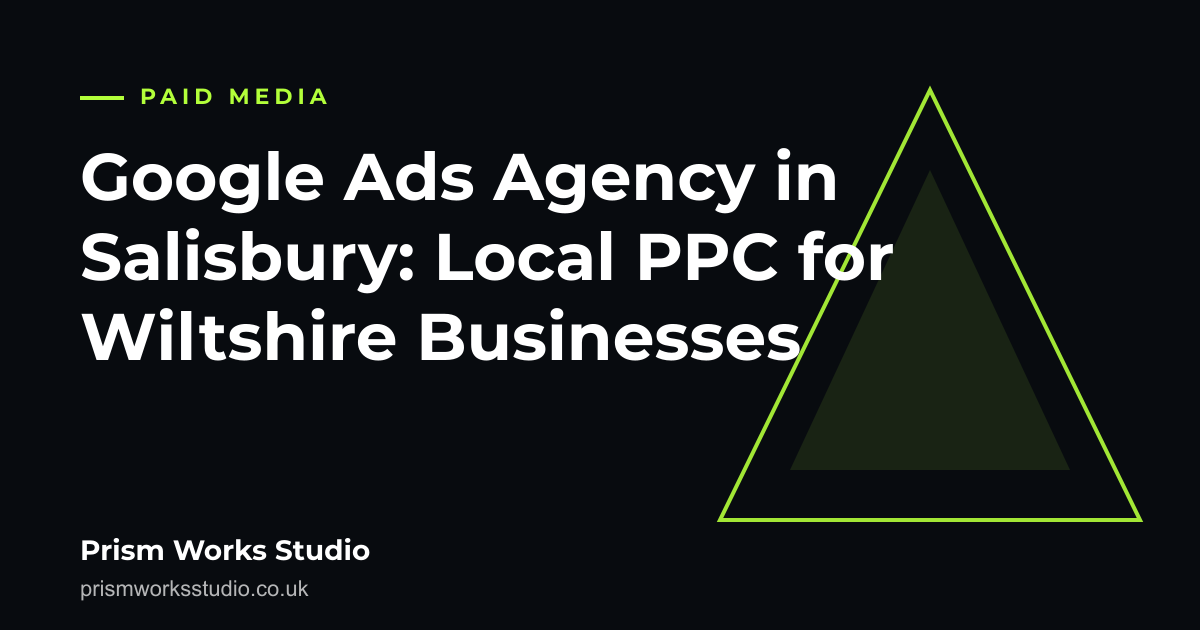 PAID MEDIA
Google Ads Agency in
Salisbury: Local PPC for
Wiltshire Businesses
Prism Works Studio
prismworksstudio.co.uk